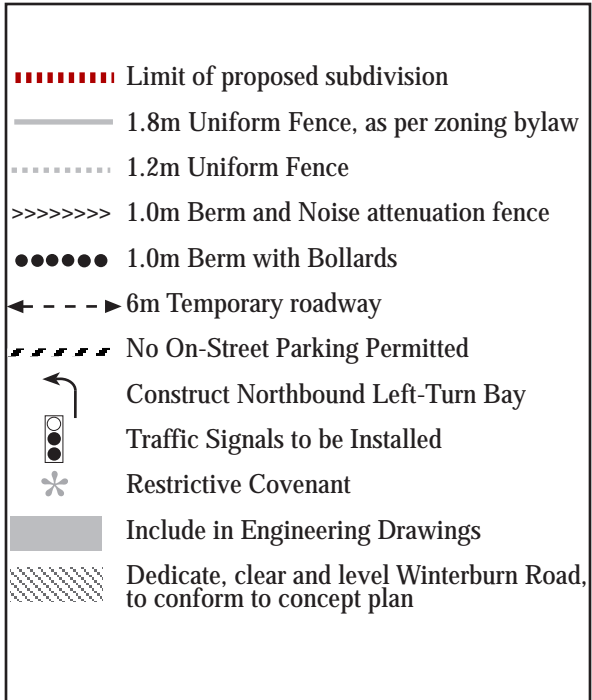 Limit of proposed subdivision
1.8m Uniform Fence, as per zoning bylaw
1.2m Uniform Fence
>>>>>>>> 1.0m Berm and Noise attenuation fence
1.0m Berm with Bollards
6m Temporary roadway
No On-Street Parking Permitted
Construct Northbound Left-Turn Bay
Traffic Signals to be Installed
Restrictive Covenant
Include in Engineering Drawings
Dedicate, clear and level Winterburn Road,
to conform to concept plan